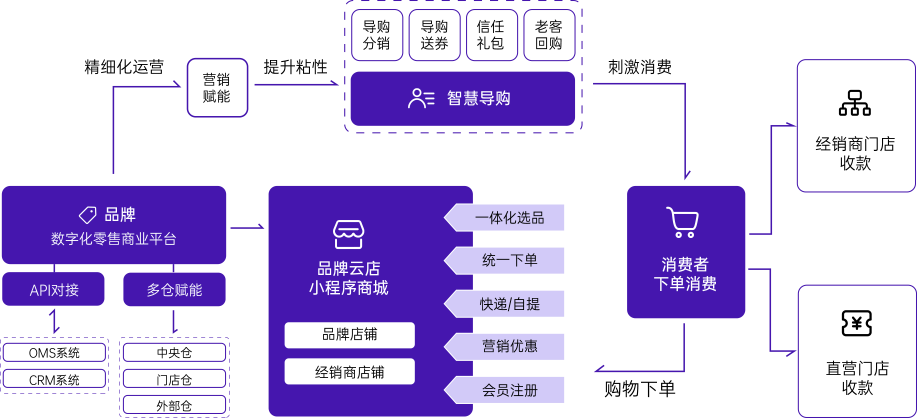 导购
分销
导购
送券
信任
礼包
老客
回购
智慧导购
精细化运营
营销
赋能
提升粘性
刺激消费
经销商门店
收款
品牌
数字化零售商业平台
API对接
多仓赋能
OMS系统
CRM系统
中央仓
门店仓
外部仓
品牌云店
小程序商城
品牌店铺
经销商店铺
一体化选品
统一下单
快递/自提
营销优惠
会员注册
消费者
下单消费
购物下单
直营门店
收款